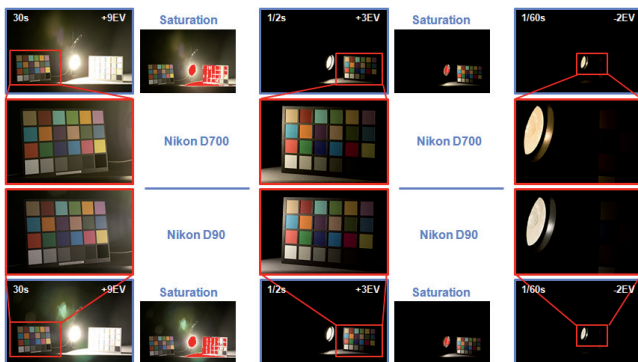 30s +9EV Saturation 1/2s +3EV Saturation 1/60s -2EV
Nikon D700 Nikon D700
Nikon D90 Nikon D90
30s +9EV Saturation 1/2s +3EV Saturation 1/60s -2EV